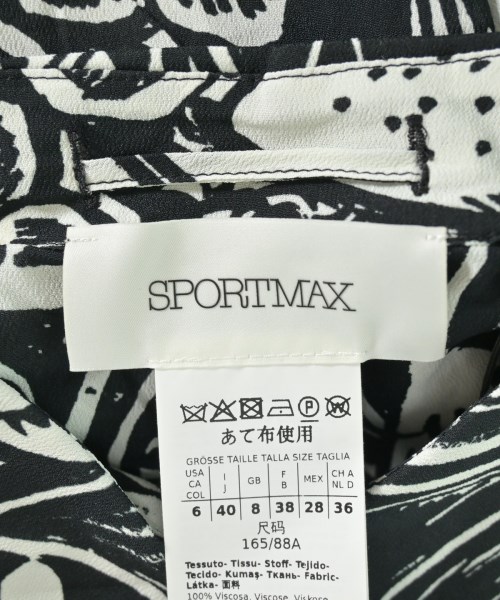 SPORTMAX
P W
あて布使用
GRÖSSE TAILLE TALLA SIZE TAGLIA
USA CA COL I J GB F B MEX CH A NL D
6 40 8 38 28 36
尺码
165/88A
Tessuto- Tissu- Stoff- Tejido-
Tecido- Kumaş- Ткань- Fabric-
Látka- 面料
100% Viscosa, Viscose, Viskose